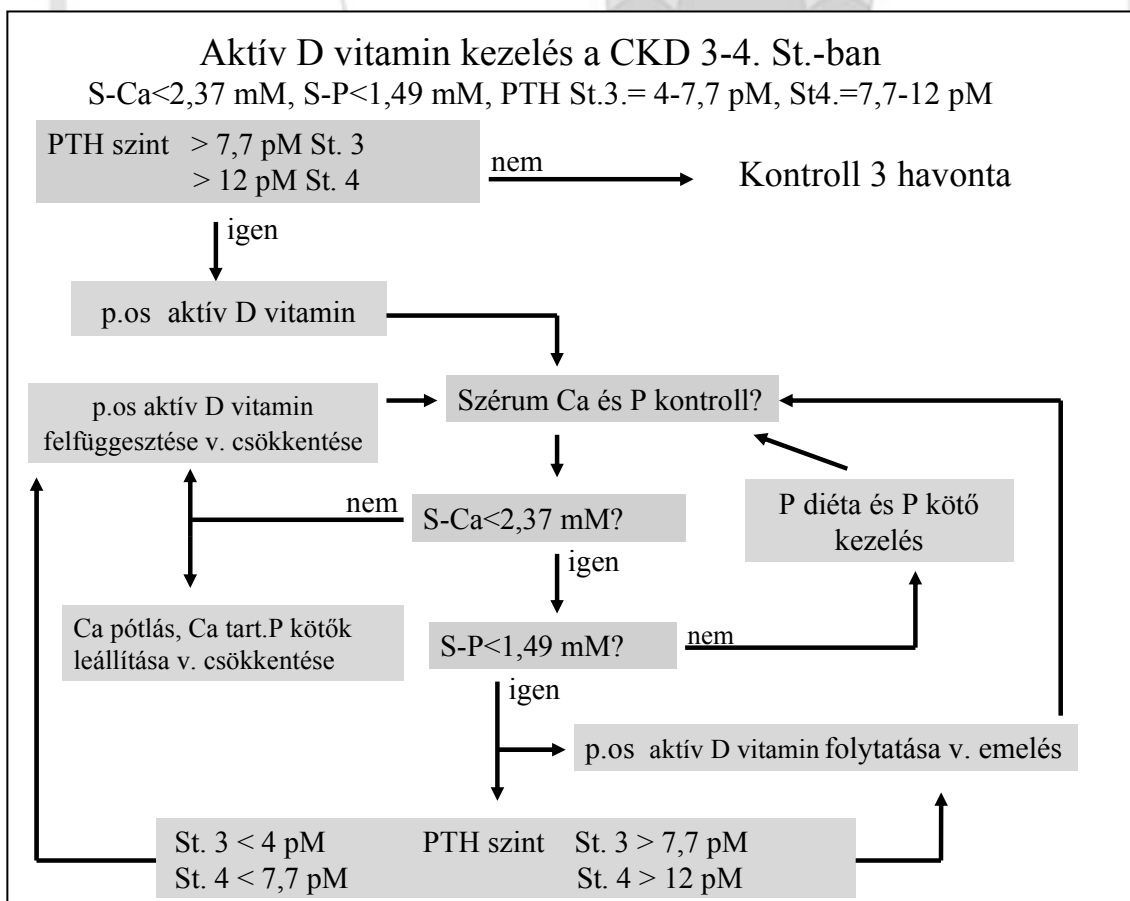 Aktív D vitamin kezelés a CKD 3-4. St.-ban
S-Ca<2,37 mM, S-P<1,49 mM, PTH St.3.= 4-7,7 pM, St4.=7,7-12 pM
PTH szint > 7,7 pM St. 3
> 12 pM St. 4
nem
Kontroll 3 havonta
igen
p.os aktív D vitamin
p.os aktív D vitamin
felfüggesztése v. csökkentése
Szérum Ca és P kontroll?
nem
S-Ca<2,37 mM?
P diéta és P kötő
kezelés
igen
Ca pótlás, Ca tart.P kötők
leállítása v. csökkentése
S-P<1,49 mM?
nem
igen
p.os aktív D vitamin folytatása v. emelés
St. 3 < 4 pM PTH szint St. 3 > 7,7 pM
St. 4 < 7,7 pM St. 4 > 12 pM